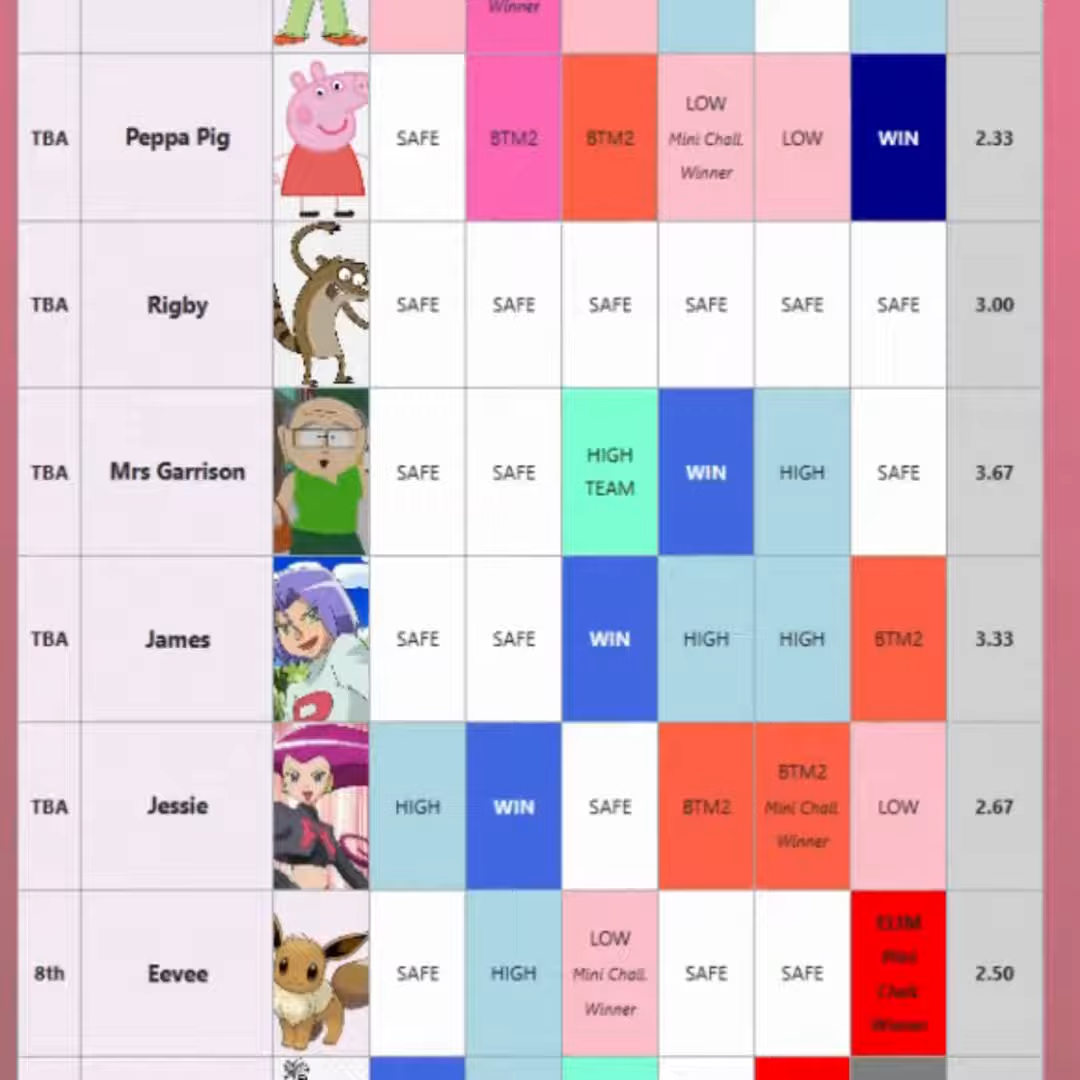 Winner
TBA Peppa Pig SAFE BTM2 BTM2 LOW Mini Chall. Winner LOW WIN 2.33
TBA Rigby SAFE SAFE SAFE SAFE SAFE SAFE 3.00
TBA Mrs Garrison SAFE SAFE HIGH TEAM WIN HIGH SAFE 3.67
TBA James SAFE SAFE WIN HIGH HIGH BTM2 3.33
TBA Jessie HIGH WIN SAFE BTM2 BTM2 Mini Chall. Winner LOW 2.67
8th Eevee SAFE HIGH LOW Mini Chall. Winner SAFE SAFE ELIM Mini Chall. Winner 2.50